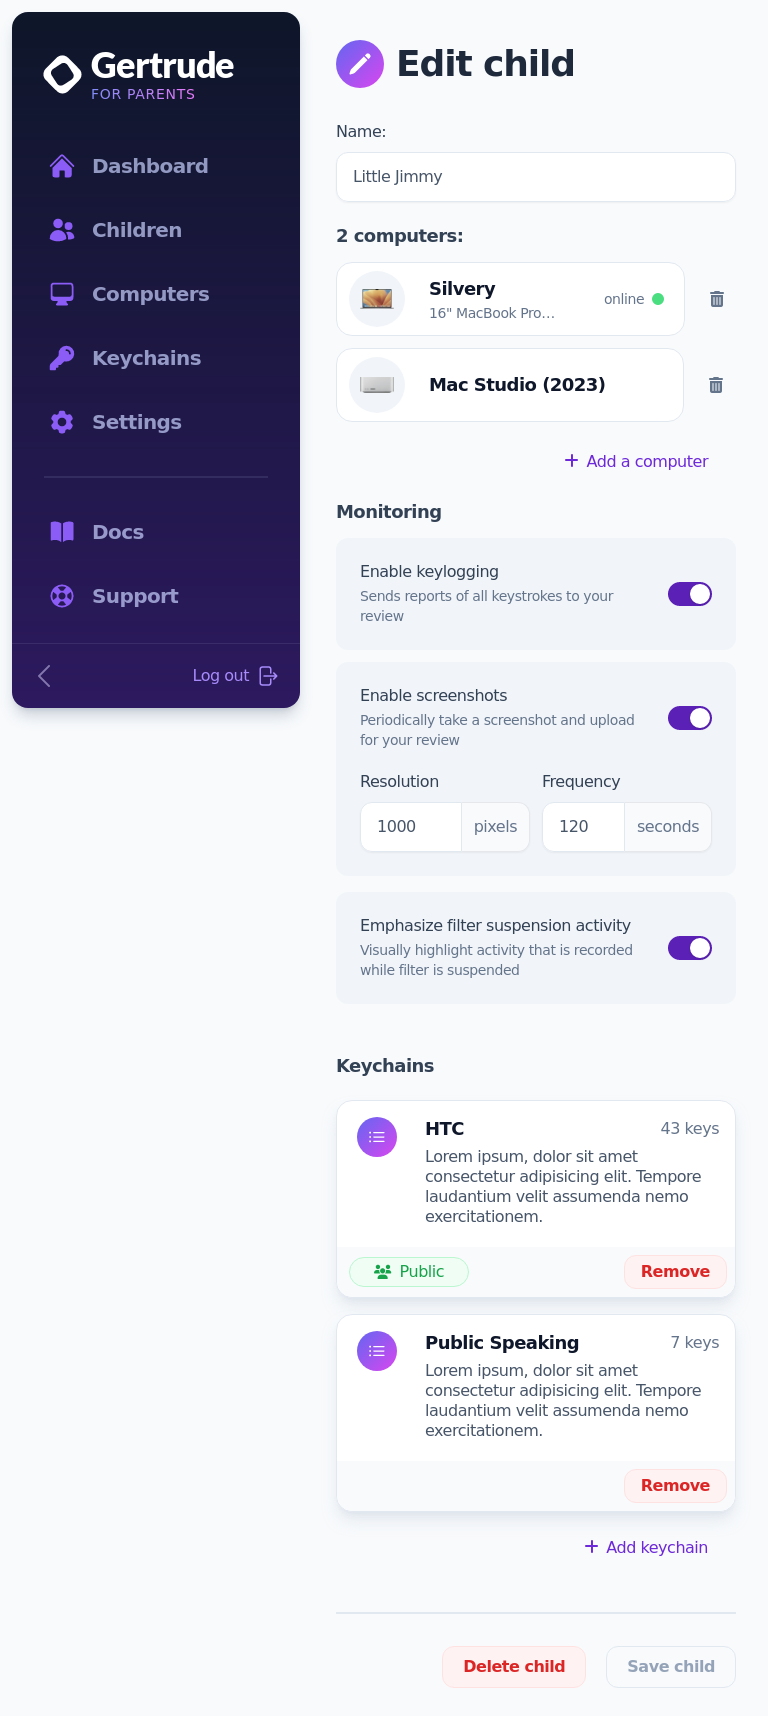 Gertrude
FOR PARENTS
Dashboard
Children
Computers
Keychains
Settings
Docs
Support
Log out
Edit child
Name:
Little Jimmy
2 computers:
Silvery
16" MacBook Pro...
online
Mac Studio (2023)
+ Add a computer
Monitoring
Enable keylogging
Sends reports of all keystrokes to your
review
Enable screenshots
Periodically take a screenshot and upload
for your review
Resolution
Frequency
1000 pixels
120 seconds
Emphasize filter suspension activity
Visually highlight activity that is recorded
while filter is suspended
Keychains
HTC
43 keys
Lorem ipsum, dolor sit amet
consectetur adipisicing elit. Tempore
laudantium velit assumenda nemo
exercitationem.
Public
Remove
Public Speaking
7 keys
Lorem ipsum, dolor sit amet
consectetur adipisicing elit. Tempore
laudantium velit assumenda nemo
exercitationem.
Remove
+ Add keychain
Delete child
Save child